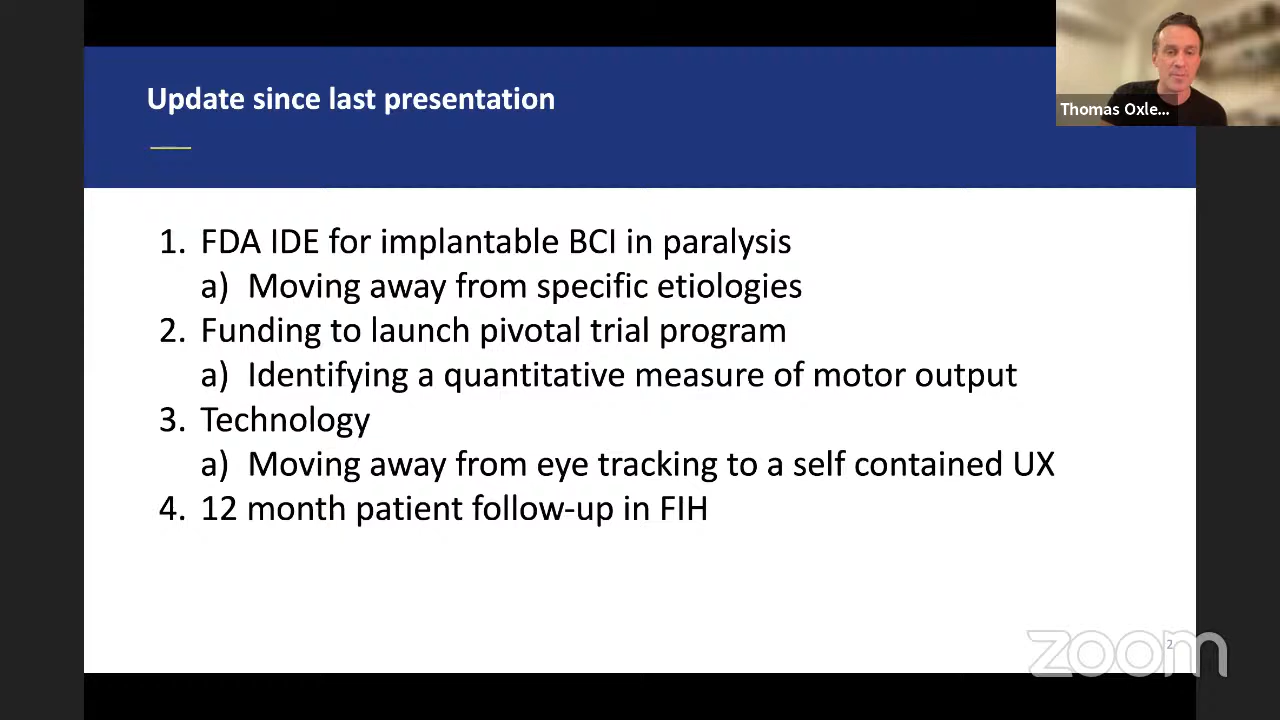 Update since last presentation
Thomas Oxle...
1. FDA IDE for implantable BCI in paralysis
a) Moving away from specific etiologies
2. Funding to launch pivotal trial program
a) Identifying a quantitative measure of motor output
3. Technology
a) Moving away from eye tracking to a self contained UX
4. 12 month patient follow-up in FIH
2
zoom